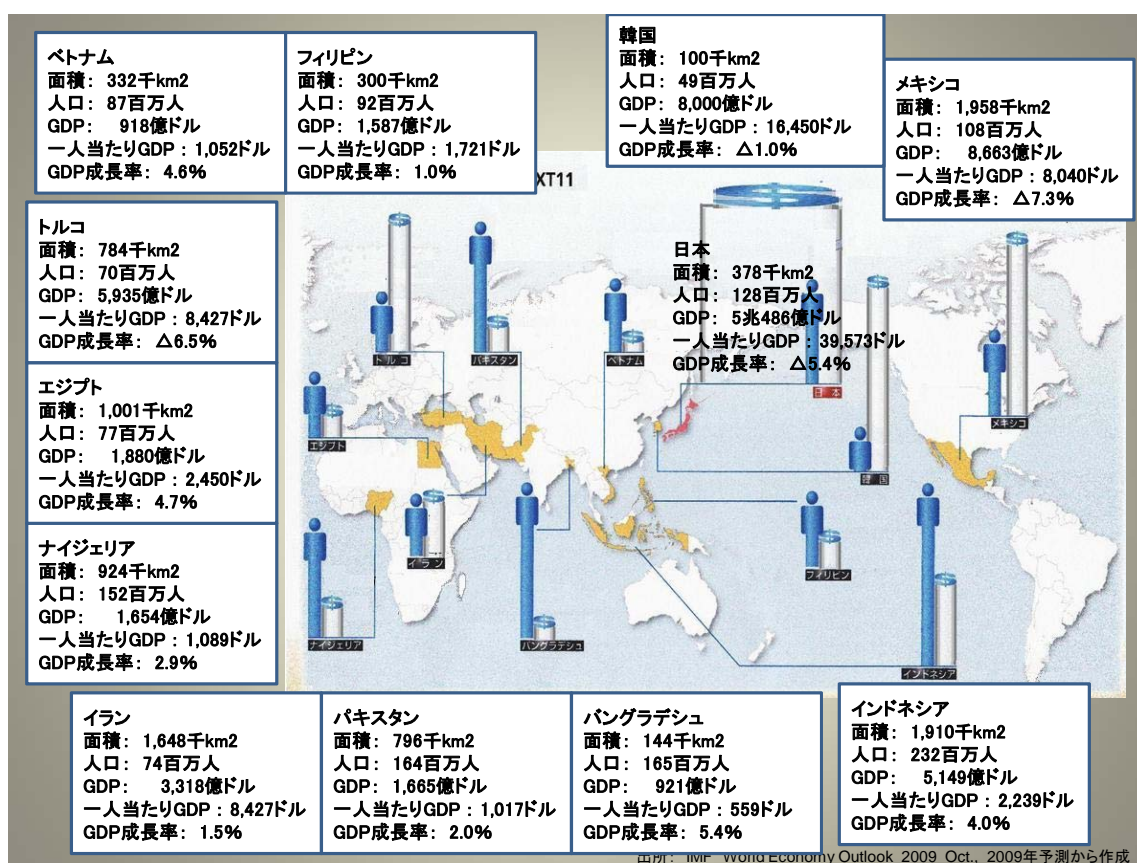 ベトナム
面積： 332千km2
人口： 87百万人
GDP： 918億ドル
一人当たりGDP：1,052ドル
GDP成長率： 4.6%
フィリピン
面積： 300千km2
人口： 92百万人
GDP： 1,587億ドル
一人当たりGDP：1,721ドル
GDP成長率： 1.0%
韓国
面積： 100千km2
人口： 49百万人
GDP： 8,000億ドル
一人当たりGDP：16,450ドル
GDP成長率： △1.0%
メキシコ
面積： 1,958千km2
人口： 108百万人
GDP： 8,663億ドル
一人当たりGDP：8,040ドル
GDP成長率： △7.3%
XT11
トルコ
面積： 784千km2
人口： 70百万人
GDP： 5,935億ドル
一人当たりGDP：8,427ドル
GDP成長率： △6.5%
日本
面積： 378千km2
人口： 128百万人
GDP： 5兆486億ドル
一人当たりGDP：39,573ドル
GDP成長率： △5.4%
トルコ
パキスタン
ベトナム
日本
メキシコ
エジプト
面積： 1,001千km2
人口： 77百万人
GDP： 1,880億ドル
一人当たりGDP：2,450ドル
GDP成長率： 4.7%
エジプト
韓国
イラン
フィリピン
ナイジェリア
面積： 924千km2
人口： 152百万人
GDP： 1,654億ドル
一人当たりGDP：1,089ドル
GDP成長率： 2.9%
ナイジェリア
バングラデシュ
インドネシア
イラン
面積： 1,648千km2
人口： 74百万人
GDP： 3,318億ドル
一人当たりGDP：8,427ドル
GDP成長率： 1.5%
パキスタン
面積： 796千km2
人口： 164百万人
GDP： 1,665億ドル
一人当たりGDP：1,017ドル
GDP成長率： 2.0%
バングラデシュ
面積： 144千km2
人口： 165百万人
GDP： 921億ドル
一人当たりGDP：559ドル
GDP成長率： 5.4%
インドネシア
面積： 1,910千km2
人口： 232百万人
GDP： 5,149億ドル
一人当たりGDP：2,239ドル
GDP成長率： 4.0%
出所： IMF World Economy Outlook 2009 Oct., 2009年予測から作成